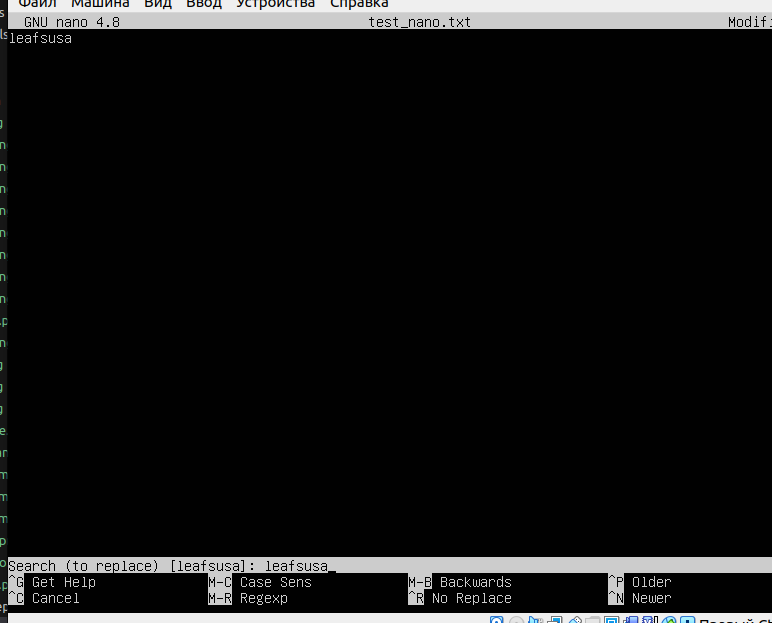 Файл Машина Вид Ввод Устройства Справка
GNU nano 4.8 test_nano.txt
leafsusa
Search (to replace) [leafsusa]: leafsusa_
^G Get Help M-C Case Sens M-B Backwards ^P Older
^C Cancel M-R Regexp ^R No Replace ^N Newer